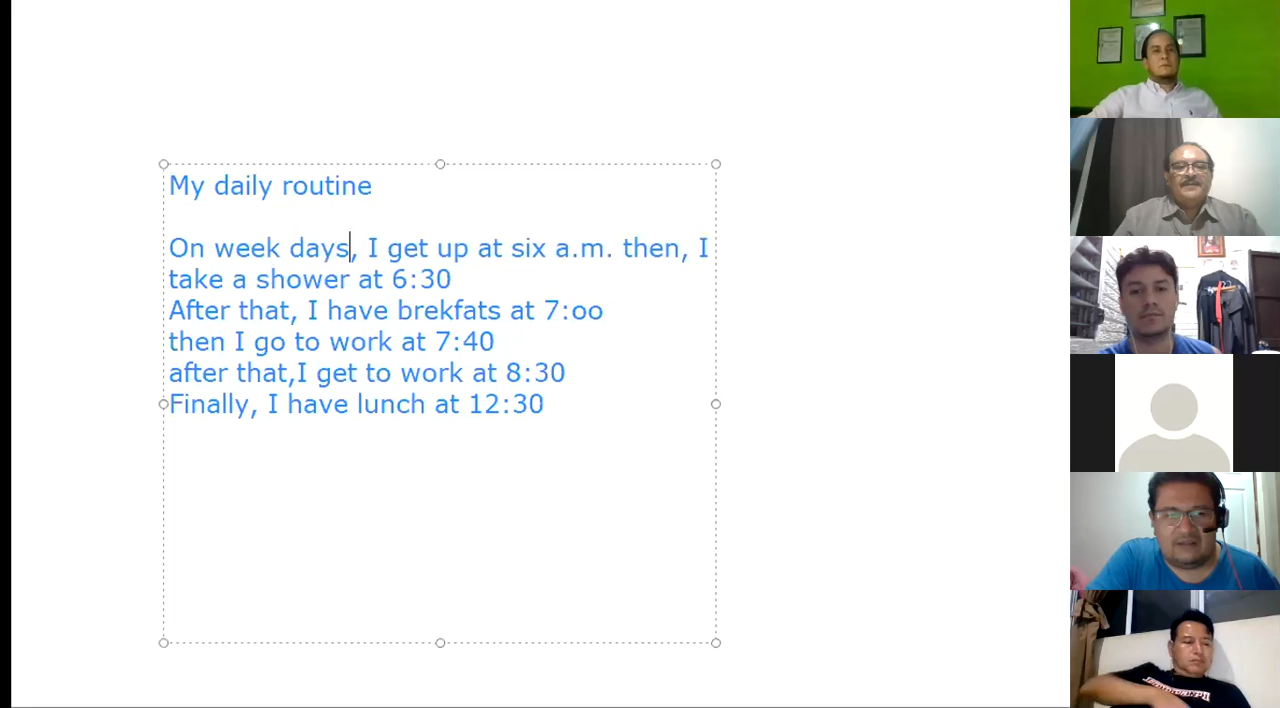 My daily routine
On week days, I get up at six a.m. then, I
take a shower at 6:30
After that, I have brekfats at 7:oo
then I go to work at 7:40
after that,I get to work at 8:30
Finally, I have lunch at 12:30